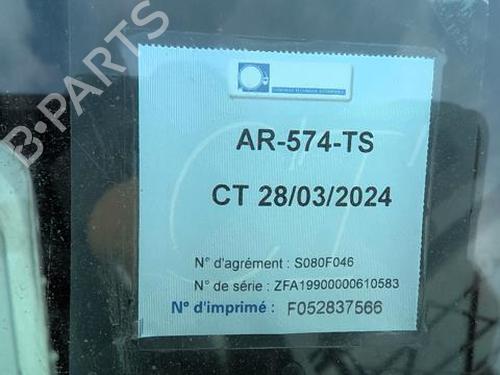 B-PARTS
AR-574-TS
CT 28/03/2024
N° d'agrément : S080F046
N° de série : ZFA19900000610583
N° d'imprimé : F052837566